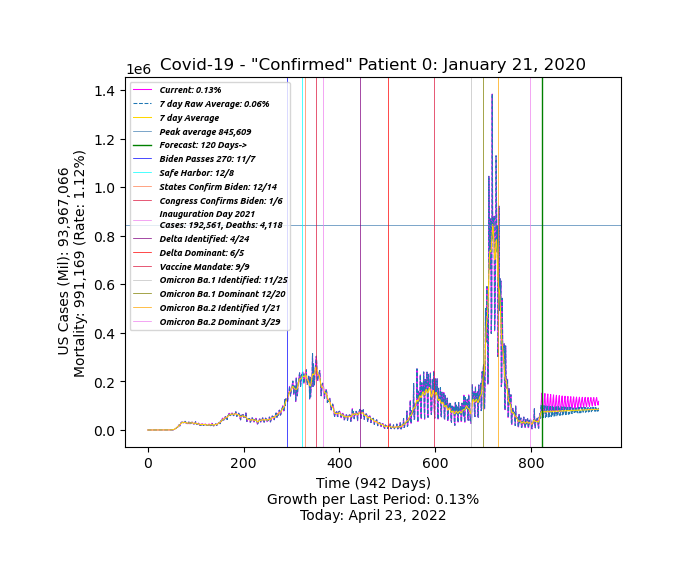 Covid-19 - "Confirmed" Patient 0: January 21, 2020
1e6
1.4
1.2
1.0
0.8
0.6
0.4
0.2
0.0
US Cases (Mil): 93,967,066
Mortality: 991,169 (Rate: 1.12%)
Current: 0.13%
7 day Raw Average: 0.06%
7 day Average
Peak average 845,609
Forecast: 120 Days->
Biden Passes 270: 11/7
Safe Harbor: 12/8
States Confirm Biden: 12/14
Congress Confirms Biden: 1/6
Inauguration Day 2021
Cases: 192,561, Deaths: 4,118
Delta Identified: 4/24
Delta Dominant: 6/5
Vaccine Mandate: 9/9
Omicron Ba.1 Identified: 11/25
Omicron Ba.1 Dominant 12/20
Omicron Ba.2 Identified 1/21
Omicron Ba.2 Dominant 3/29
0 200 400 600 800
Time (942 Days)
Growth per Last Period: 0.13%
Today: April 23, 2022